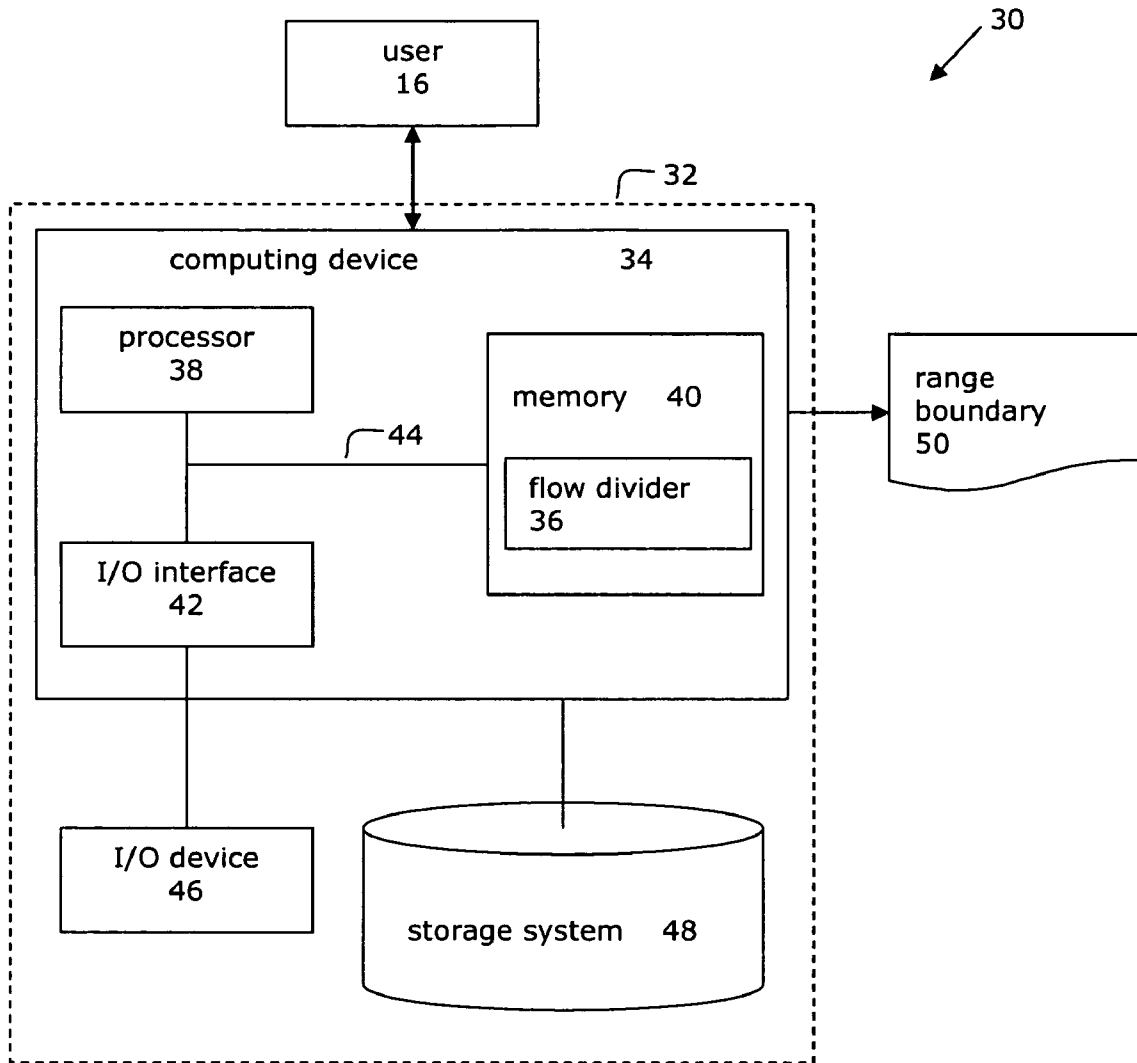 30
user
16
32
computing device 34
processor
38
memory 40
range
boundary
50
44
flow divider
36
I/O interface
42
I/O device
46
storage system 48